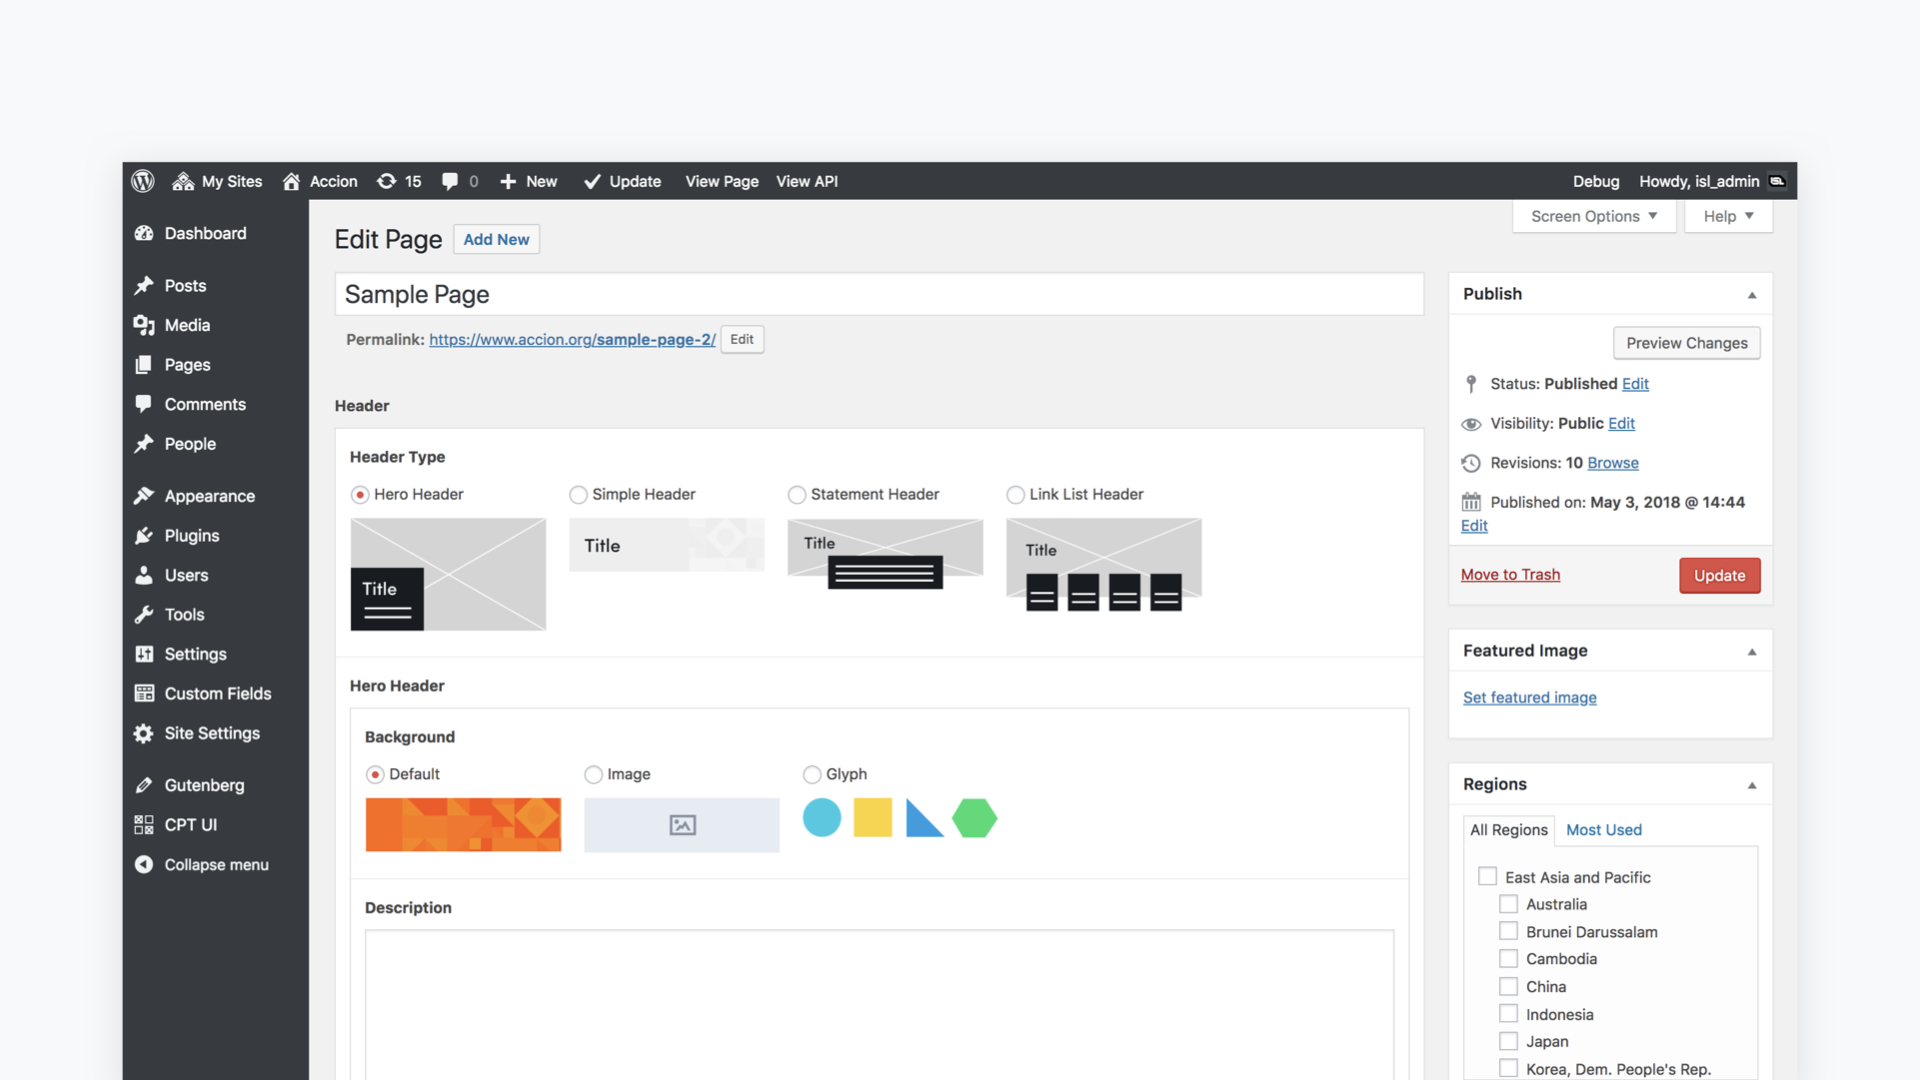 My Sites Accion 15 0 New Update View Page View API Debug Howdy, isl_admin
Screen Options Help
Dashboard
Posts
Media
Pages
Comments
People
Appearance
Plugins
Users
Tools
Settings
Custom Fields
Site Settings
Gutenberg
CPT UI
Collapse menu
Edit Page Add New
Sample Page
Permalink: https://www.accion.org/sample-page-2/ Edit
Header
Header Type
Hero Header Simple Header Statement Header Link List Header
Title Title Title Title
Hero Header
Background
Default Image Glyph
Description
Publish
Preview Changes
Status: Published Edit
Visibility: Public Edit
Revisions: 10 Browse
Published on: May 3, 2018 @ 14:44
Edit
Move to Trash Update
Featured Image
Set featured image
Regions
All Regions Most Used
East Asia and Pacific
Australia
Brunei Darussalam
Cambodia
China
Indonesia
Japan
Korea, Dem. People's Rep.